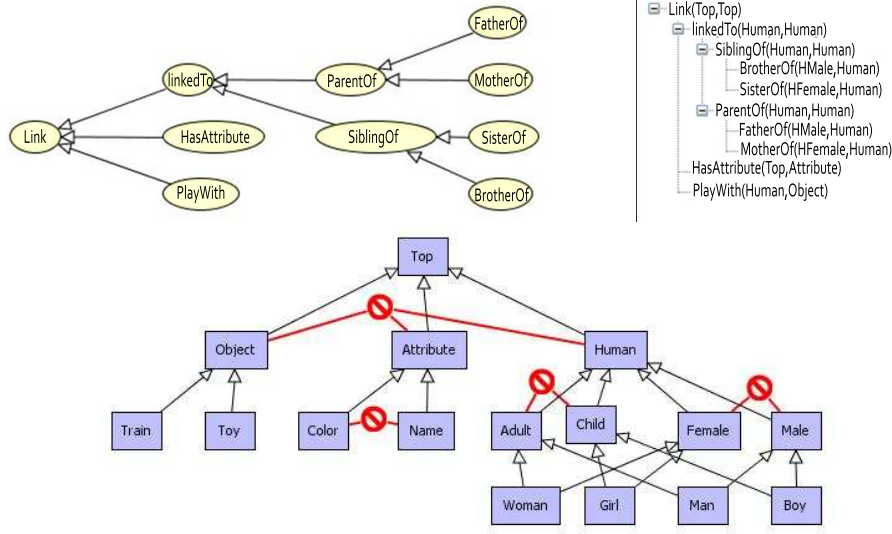 FatherOf
linkedTo
ParentOf
MotherOf
Link
HasAttribute
SiblingOf
SisterOf
PlayWith
BrotherOf
Link(Top,Top)
linkedTo(Human,Human)
SiblingOf(Human,Human)
BrotherOf(HMale,Human)
SisterOf(HFemale,Human)
ParentOf(Human,Human)
FatherOf(HMale,Human)
MotherOf(HFemale,Human)
HasAttribute(Top,Attribute)
PlayWith(Human,Object)
Top
Object
Attribute
Human
Train
Toy
Color
Name
Adult
Child
Female
Male
Woman
Girl
Man
Boy